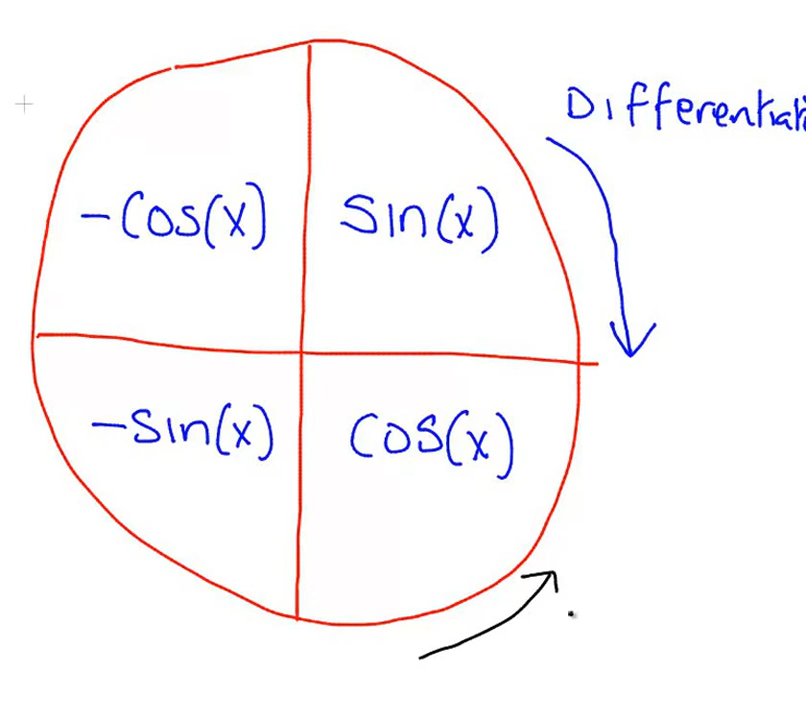 Differentiati
-Cos(x) Sin(x)
-Sin(x) Cos(x)